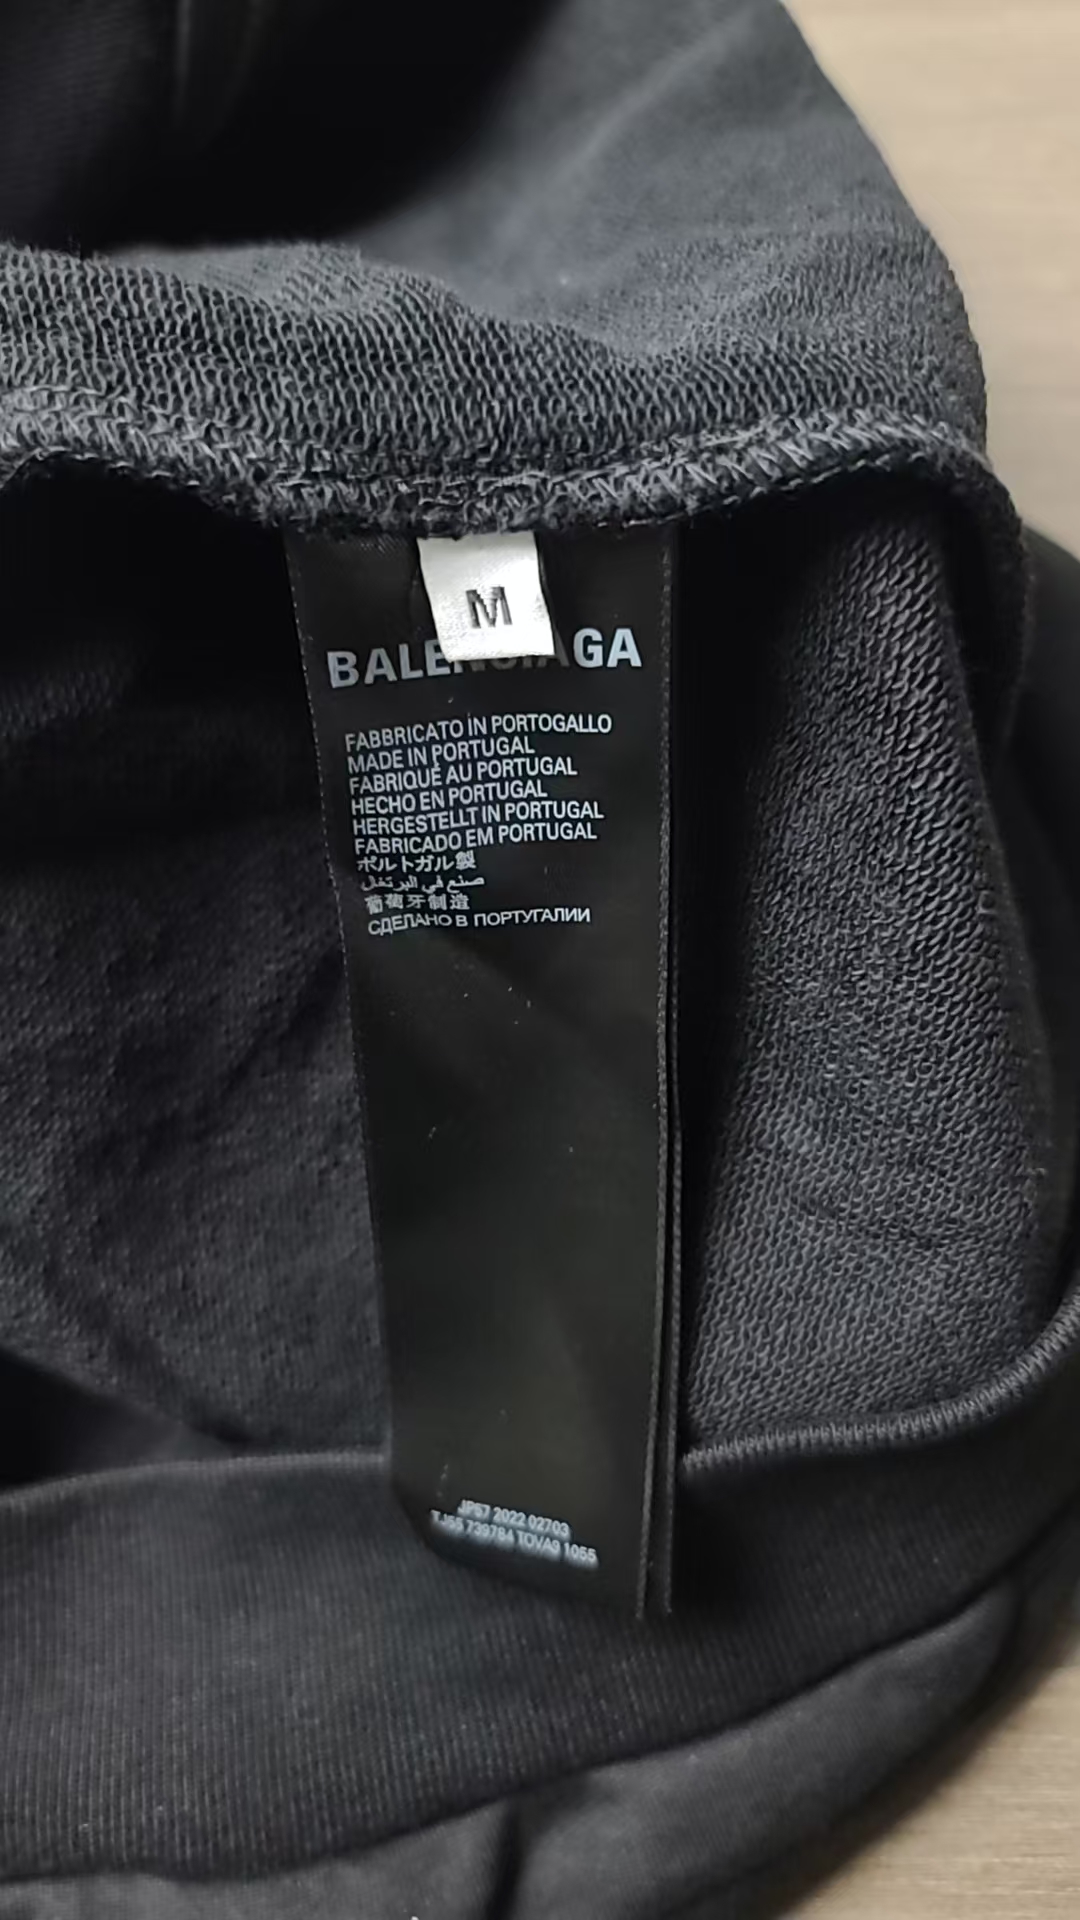 M
BALENCIAGA
FABBRICATO IN PORTOGALLO
MADE IN PORTUGAL
FABRIQUÉ AU PORTUGAL
HECHO EN PORTUGAL
HERGESTELLT IN PORTUGAL
FABRICADO EM PORTUGAL
ポルトガル製
صنع في البرتغال
葡萄牙制造
СДЕЛАНО В ПОРТУГАЛИИ
JP57 2022 02703
TJ55 739784 TOVA9 1055